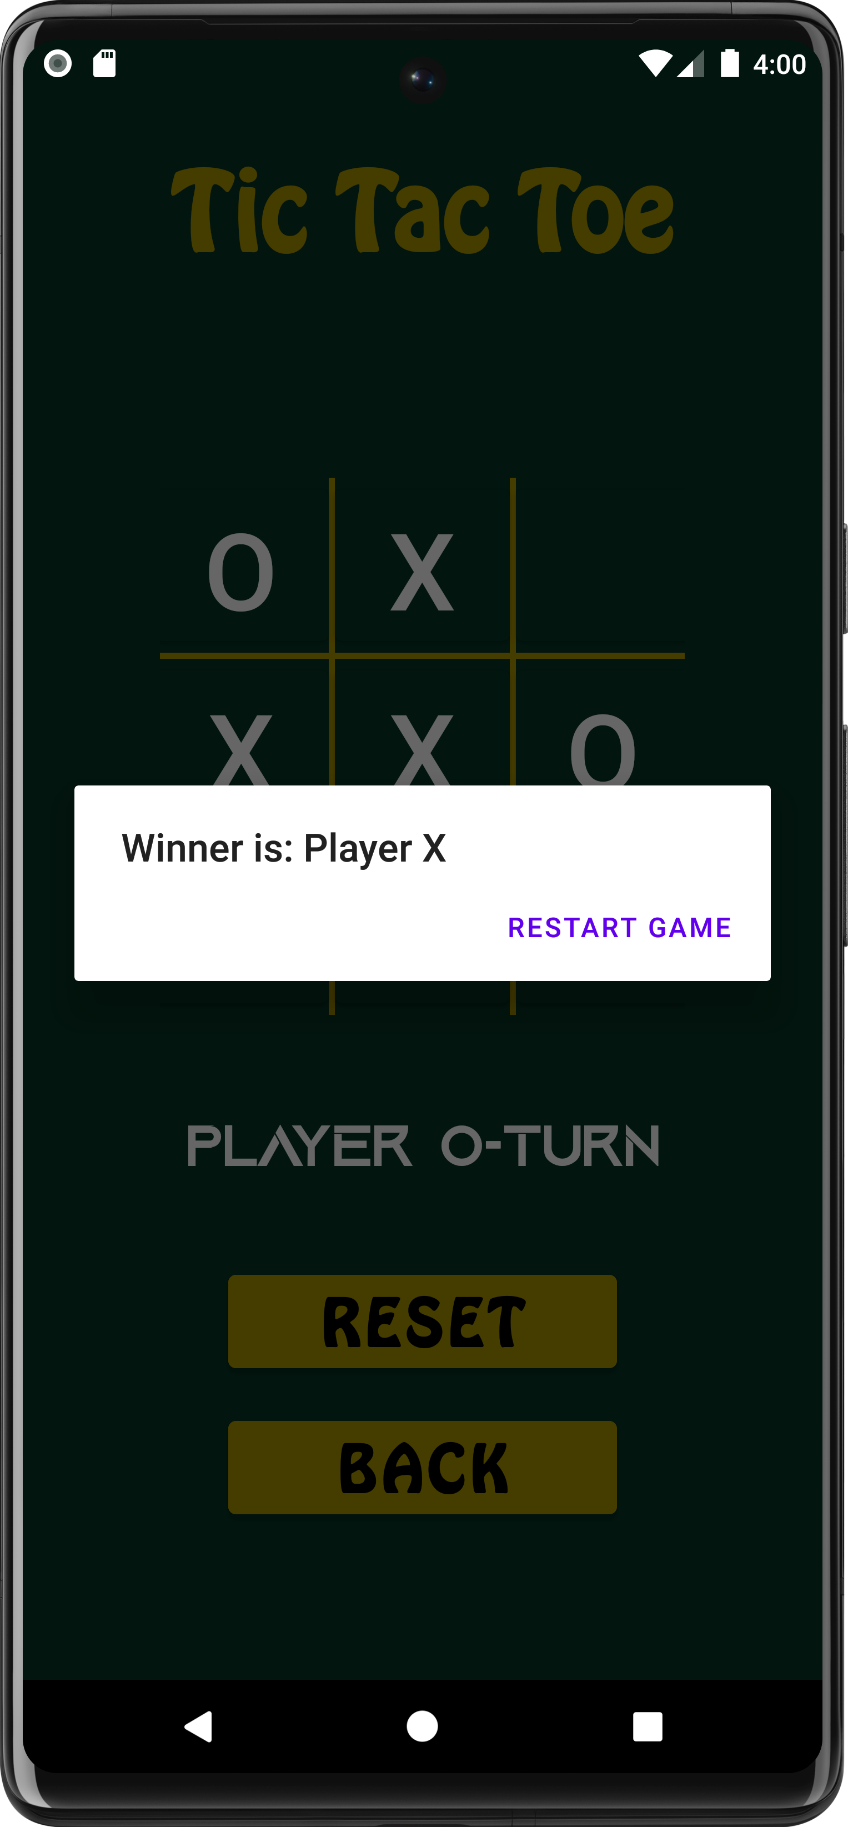 4:00
Tic Tac Toe
O X
X X O
Winner is: Player X
RESTART GAME
PLAYER O-TURN
RESET
BACK